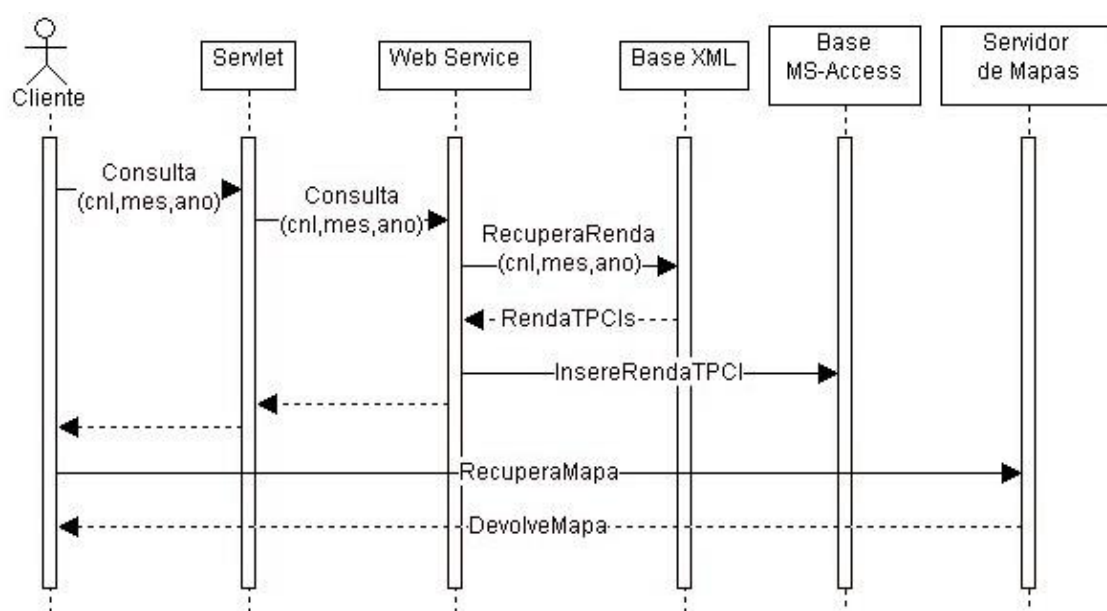 Cliente
Servlet
Web Service
Base XML
Base
MS-Access
Servidor
de Mapas
Consulta
(cnl,mes,ano)
Consulta
(cnl,mes,ano)
RecuperaRenda
(cnl,mes,ano)
RendaTPCIs
InsereRendaTPCI
RecuperaMapa
DevolveMapa